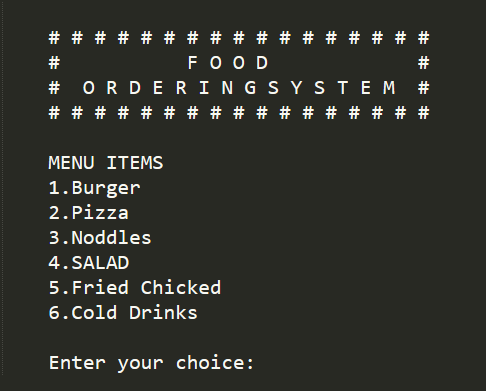 # # # # # # # # # # # # # # # # #
# F O O D #
# O R D E R I N G S Y S T E M #
# # # # # # # # # # # # # # # # #
MENU ITEMS
1.Burger
2.Pizza
3.Noddles
4.SALAD
5.Fried Chicked
6.Cold Drinks
Enter your choice: